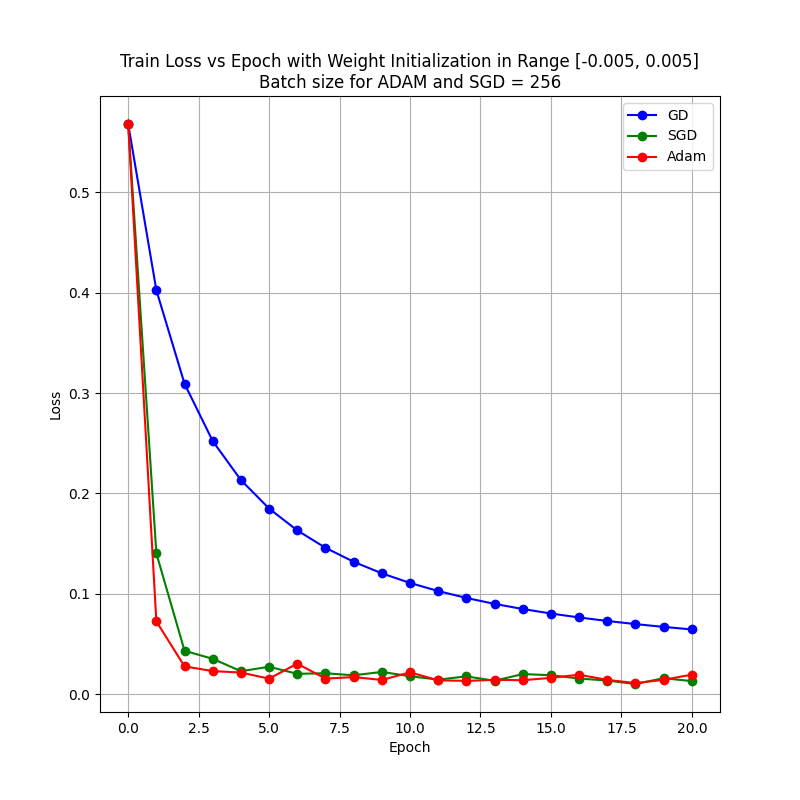 Train Loss vs Epoch with Weight Initialization in Range [-0.005, 0.005]
Batch size for ADAM and SGD = 256
GD
SGD
Adam
0.5
0.4
0.3
0.2
0.1
0.0
Loss
0.0 2.5 5.0 7.5 10.0 12.5 15.0 17.5 20.0
Epoch